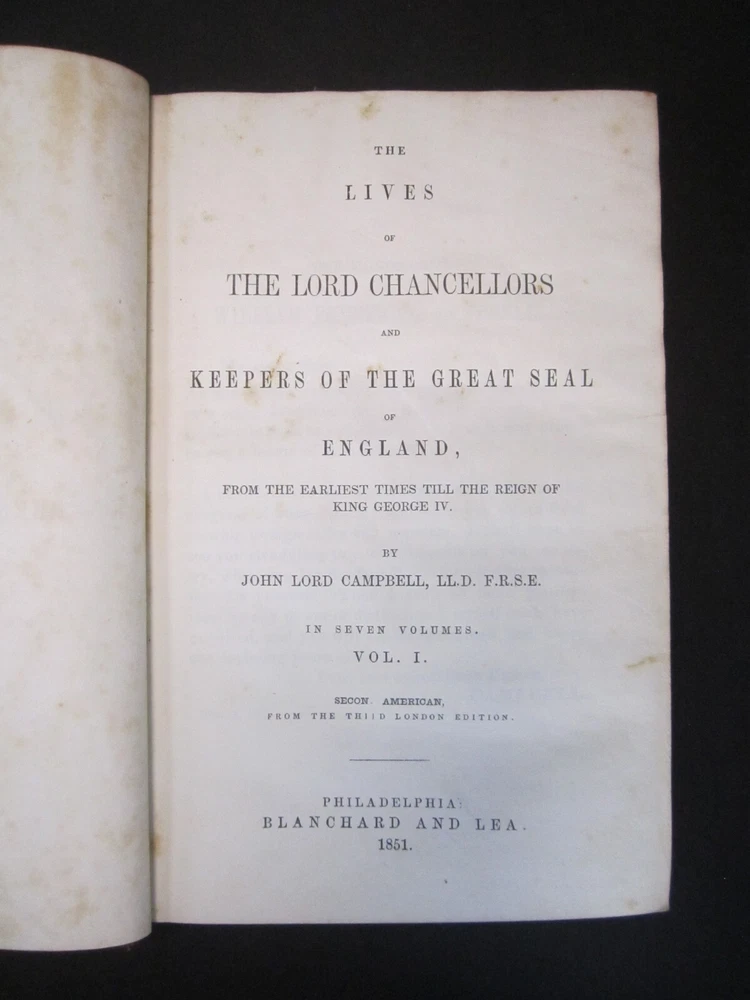 THE
LIVES
OF
THE LORD CHANCELLORS
AND
KEEPERS OF THE GREAT SEAL
OF
ENGLAND,
FROM THE EARLIEST TIMES TILL THE REIGN OF
KING GEORGE IV.
BY
JOHN LORD CAMPBELL, LL.D. F.R.S.E.
IN SEVEN VOLUMES.
VOL. I.
SECON AMERICAN,
FROM THE THIID LONDON EDITION.
PHILADELPHIA:
BLANCHARD AND LEA.
1851.